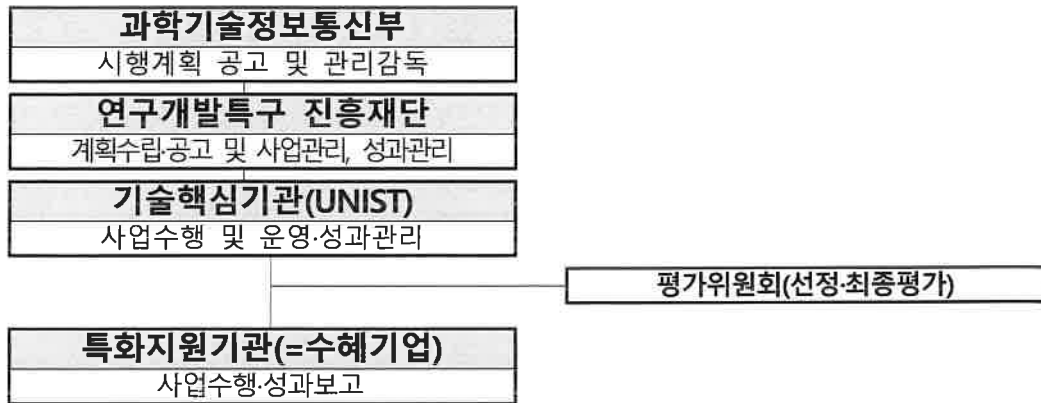 과학기술정보통신부
시행계획 공고 및 관리감독
연구개발특구 진흥재단
계획수립·공고 및 사업관리, 성과관리
기술핵심기관(UNIST)
사업수행 및 운영·성과관리
평가위원회(선정·최종평가)
특화지원기관(=수혜기업)
사업수행·성과보고